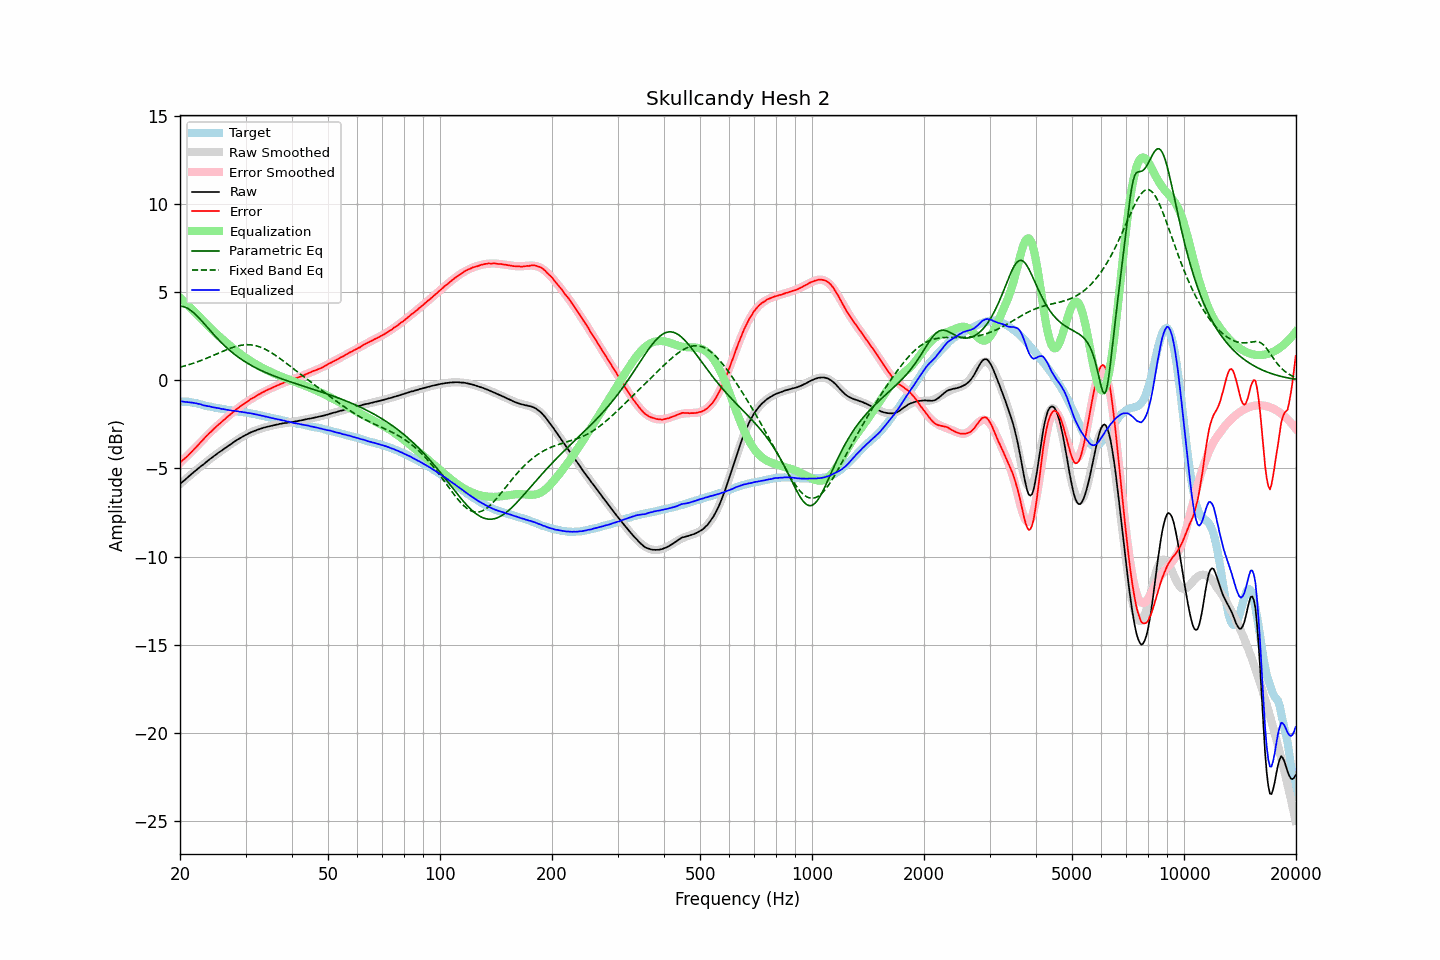 Skullcandy Hesh 2
15
10
5
0
−5
−10
−15
−20
−25
Amplitude (dBr)
Target
Raw Smoothed
Error Smoothed
Raw
Error
Equalization
Parametric Eq
Fixed Band Eq
Equalized
20 50 100 200 500 1000 2000 5000 10000 20000
Frequency (Hz)